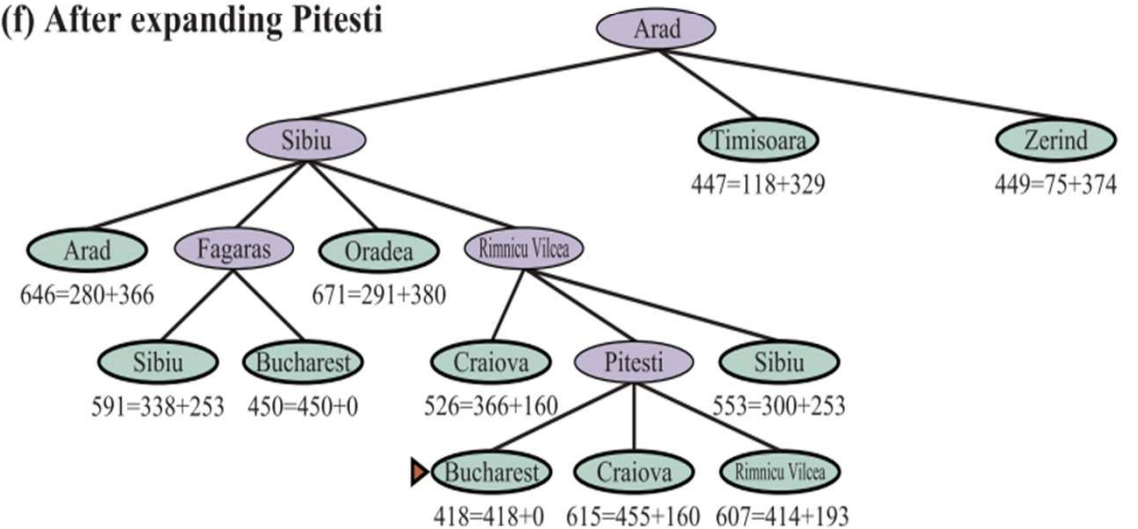 (f) After expanding Pitesti
Arad
Sibiu
Timisoara
Zerind
447=118+329
449=75+374
Arad
Fagaras
Oradea
Rimnicu Vilcea
646=280+366
671=291+380
Sibiu
Bucharest
Craiova
Pitesti
Sibiu
591=338+253
450=450+0
526=366+160
553=300+253
Bucharest
Craiova
Rimnicu Vilcea
418=418+0
615=455+160
607=414+193